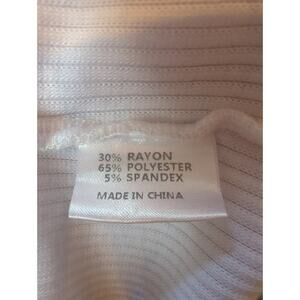 30% RAYON
65% POLYESTER
5% SPANDEX
MADE IN CHINA